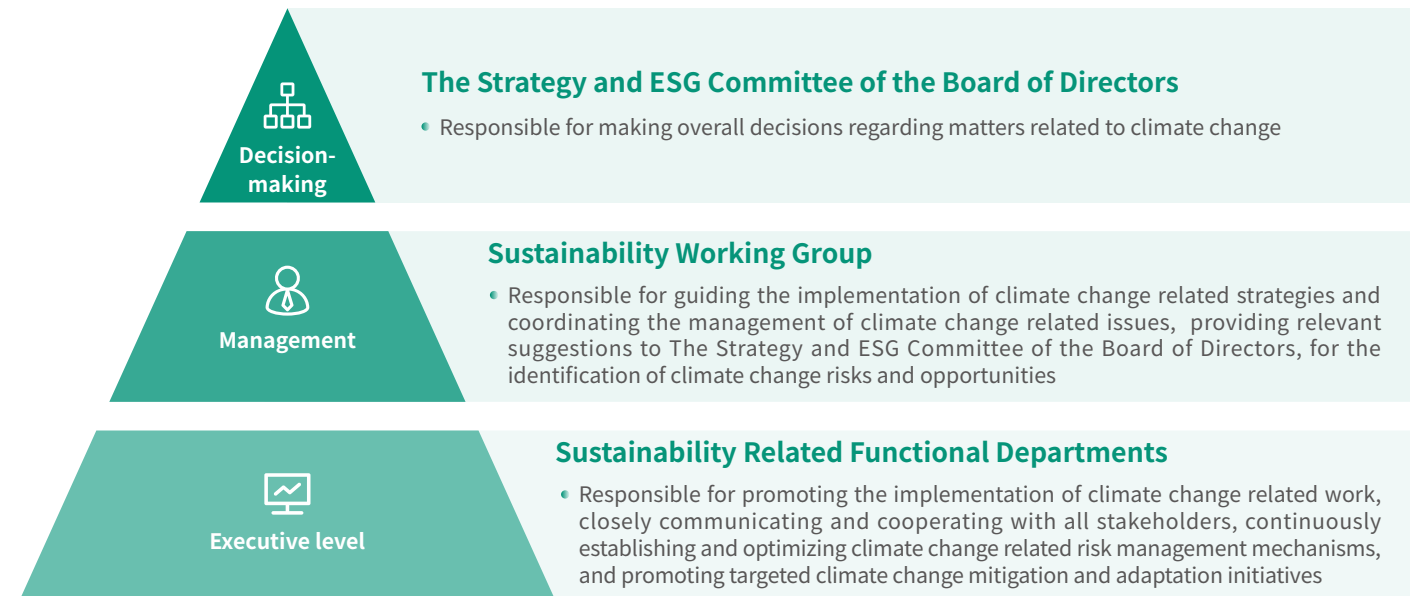 Decision-
making
The Strategy and ESG Committee of the Board of Directors
Responsible for making overall decisions regarding matters related to climate change
Management
Sustainability Working Group
Responsible for guiding the implementation of climate change related strategies and
coordinating the management of climate change related issues, providing relevant
suggestions to The Strategy and ESG Committee of the Board of Directors, for the
identification of climate change risks and opportunities
Executive level
Sustainability Related Functional Departments
Responsible for promoting the implementation of climate change related work,
closely communicating and cooperating with all stakeholders, continuously
establishing and optimizing climate change related risk management mechanisms,
and promoting targeted climate change mitigation and adaptation initiatives